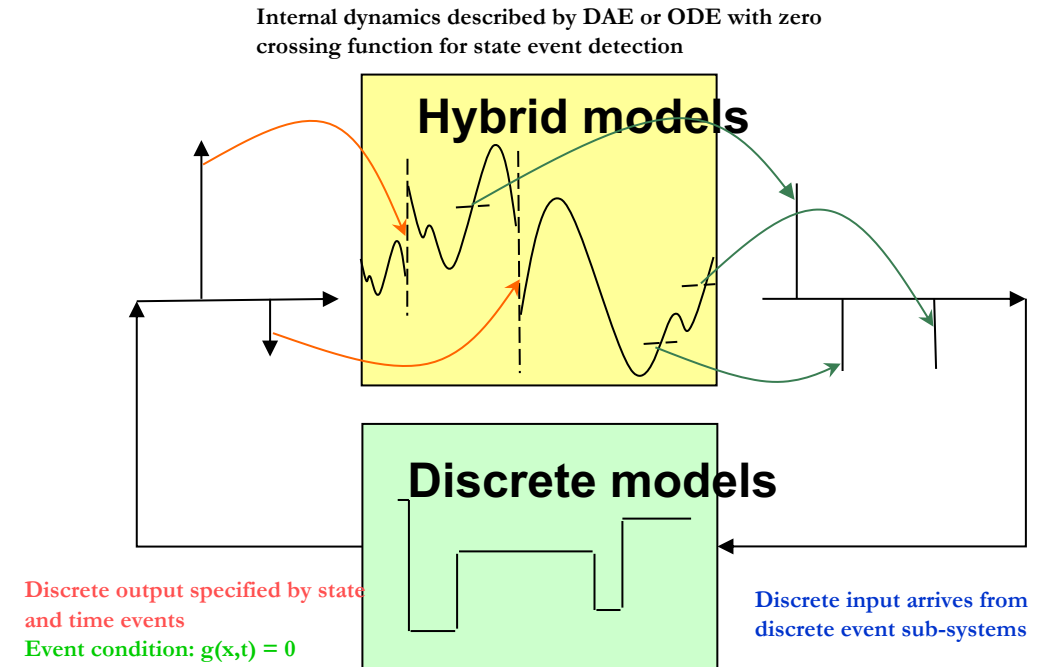 Internal dynamics described by DAE or ODE with zero
crossing function for state event detection
Hybrid models
Discrete models
Discrete output specified by state
and time events
Event condition: g(x,t) = 0
Discrete input arrives from
discrete event sub-systems